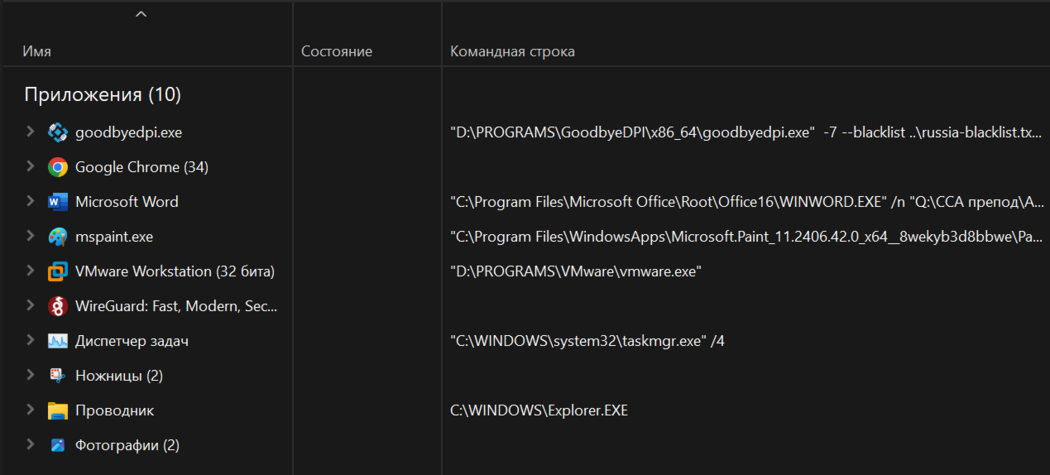 Имя Состояние Командная строка
Приложения (10)
goodbyedpi.exe "D:\PROGRAMS\GoodbyeDPI\x86_64\goodbyedpi.exe" -7 --blacklist ..\russia-blacklist.tx...
Google Chrome (34)
Microsoft Word "C:\Program Files\Microsoft Office\Root\Office16\WINWORD.EXE" /n "Q:\CCA препод\A...
mspaint.exe "C:\Program Files\WindowsApps\Microsoft.Paint_11.2406.42.0_x64__8wekyb3d8bbwe\Pa...
VMware Workstation (32 бита) "D:\PROGRAMS\VMware\vmware.exe"
WireGuard: Fast, Modern, Sec...
Диспетчер задач "C:\WINDOWS\system32\taskmgr.exe" /4
Ножницы (2)
Проводник C:\WINDOWS\Explorer.EXE
Фотографии (2)